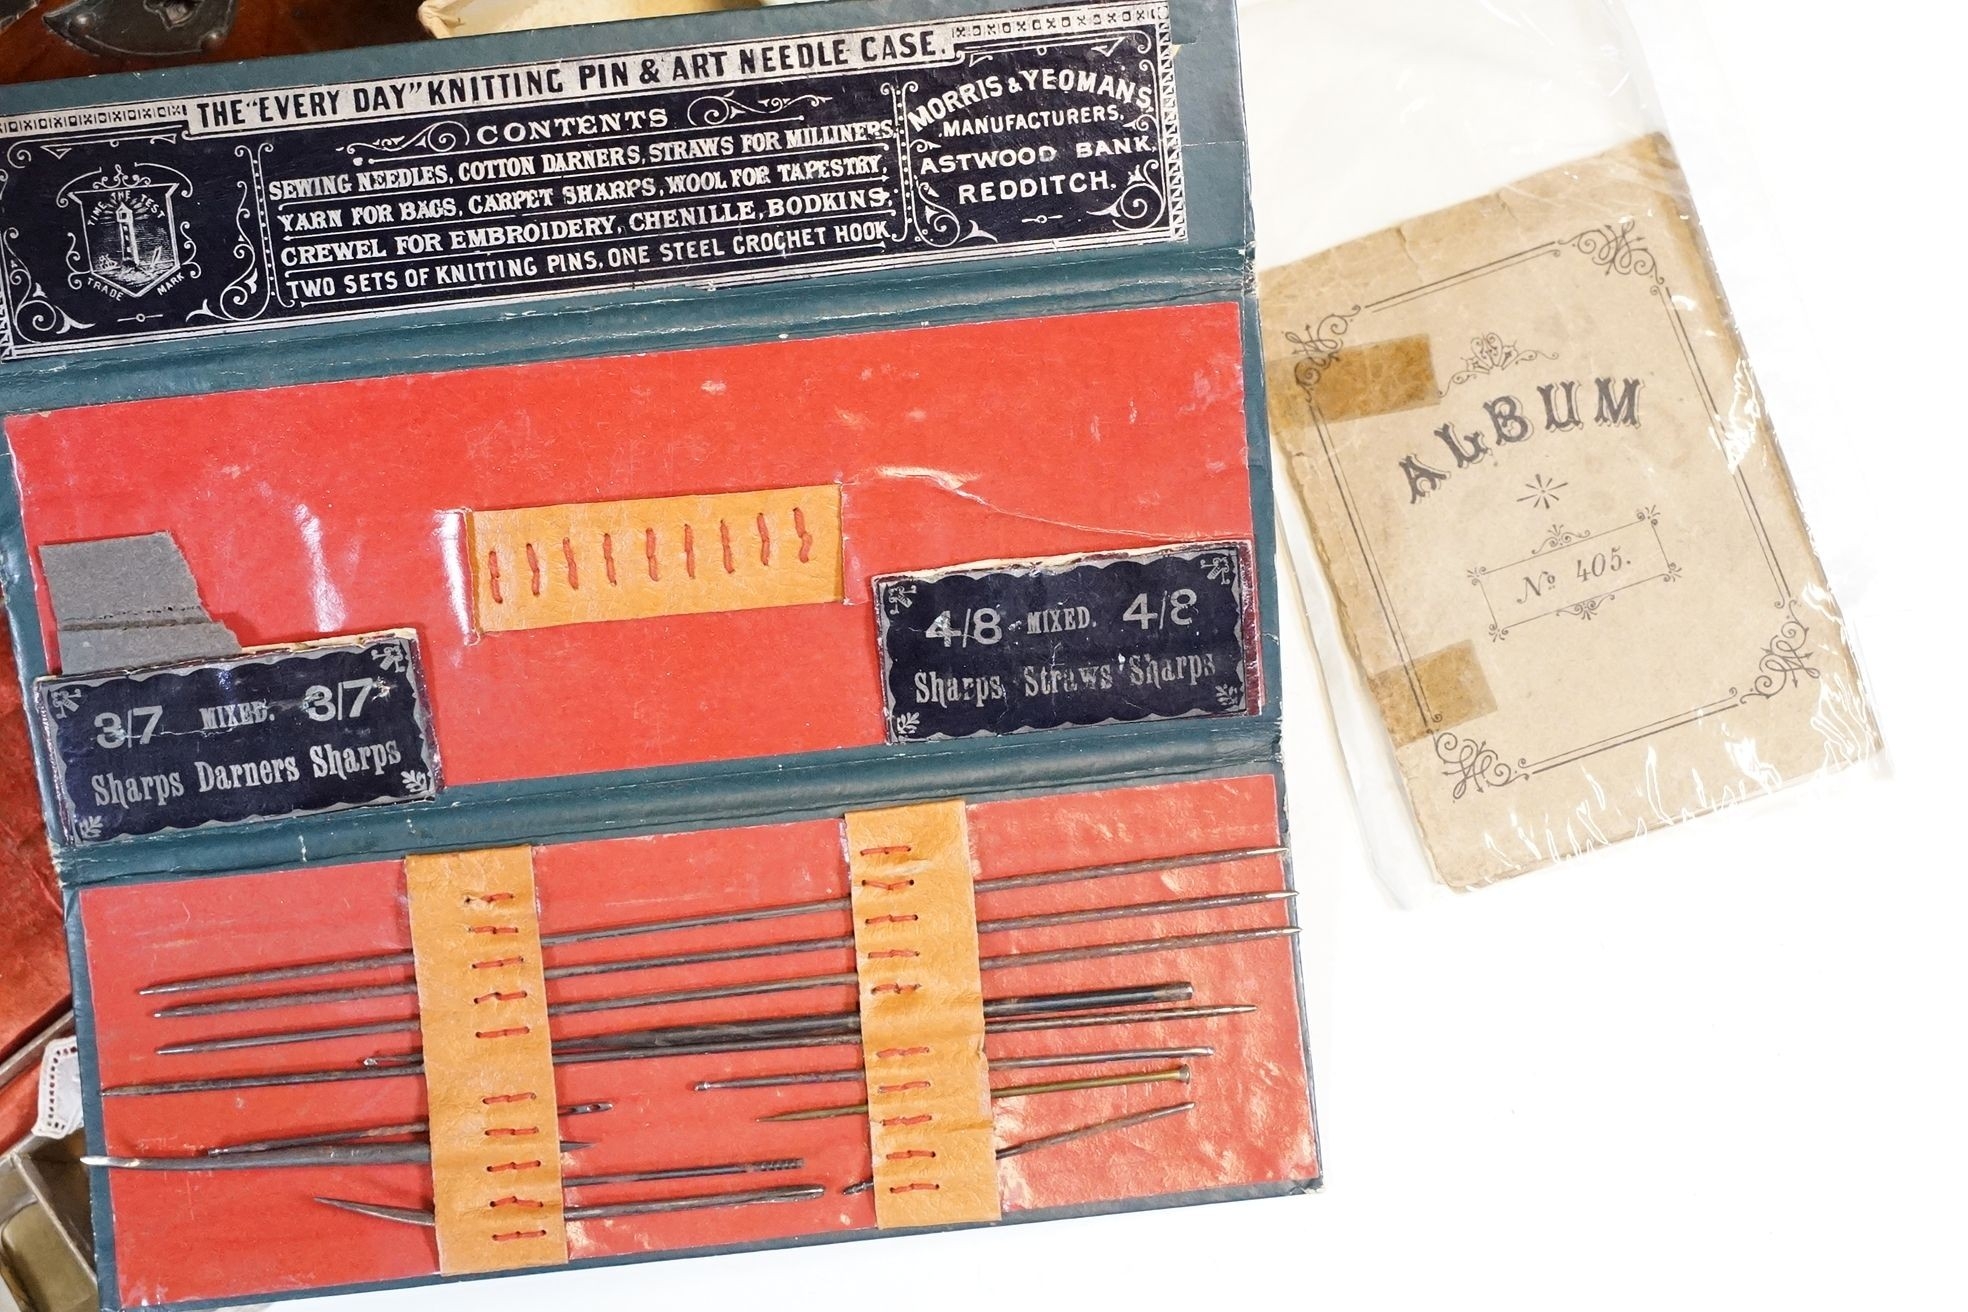 THE "EVERY DAY" KNITTING PIN & ART NEEDLE CASE.
TIME THE TEST
TRADE MARK
CONTENTS
SEWING NEEDLES, COTTON DARNERS, STRAWS FOR MILLINERS,
YARN FOR BAGS, CARPET SHARPS, WOOL FOR TAPESTRY,
CREWEL FOR EMBROIDERY, CHENILLE, BODKINS,
TWO SETS OF KNITTING PINS, ONE STEEL CROCHET HOOK
MORRIS & YEOMANS,
MANUFACTURERS,
ASTWOOD BANK,
REDDITCH.
3/7 MIXED. 3/7
Sharps Darners Sharps
4/8 MIXED. 4/8
Sharps Straws Sharps
ALBUM
No 405.